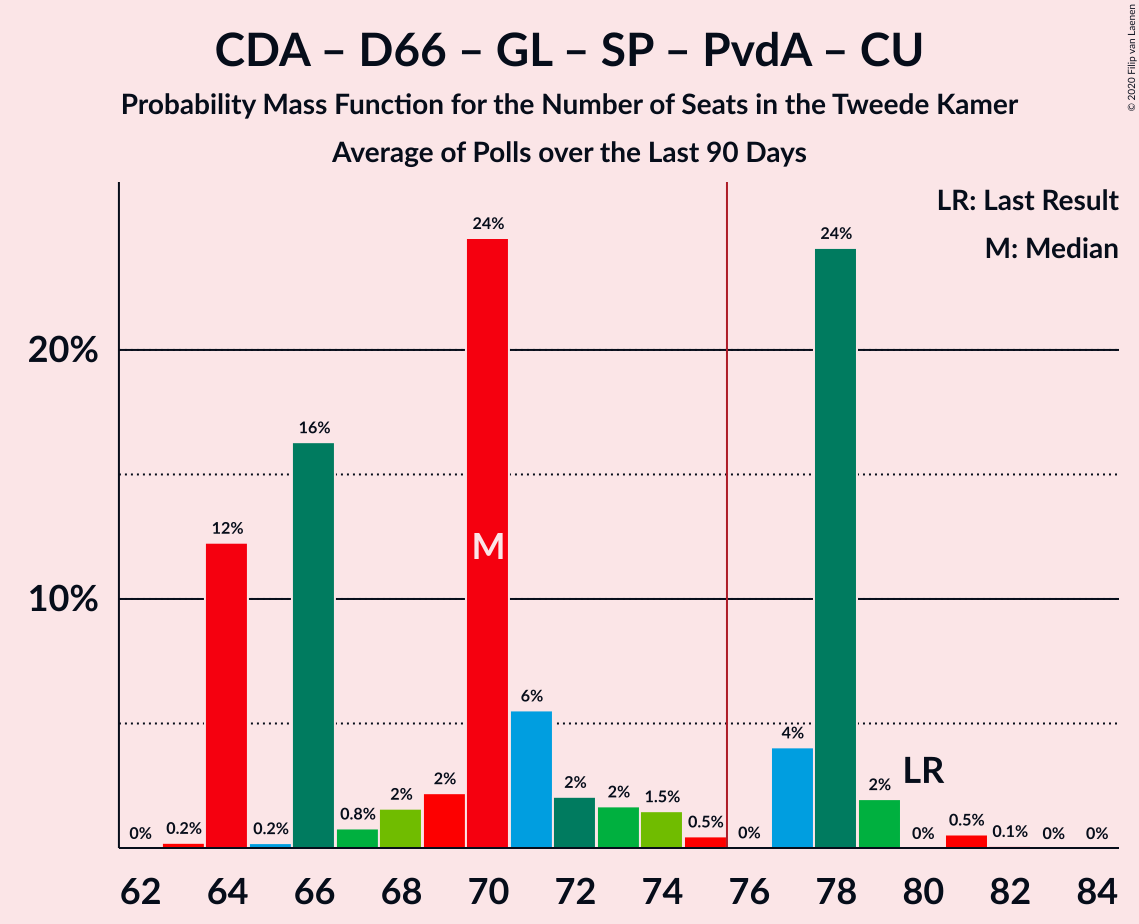 CDA – D66 – GL – SP – PvdA – CU
Probability Mass Function for the Number of Seats in the Tweede Kamer
Average of Polls over the Last 90 Days
© 2020 Filip van Laenen
LR: Last Result
M: Median
20%
10%
0%
0.2%
12%
0.2%
16%
0.8%
2%
2%
24%
6%
2%
2%
1.5%
0.5%
0%
4%
24%
2%
0%
0.5%
0.1%
0%
0%
M
LR
62 64 66 68 70 72 74 76 78 80 82 84